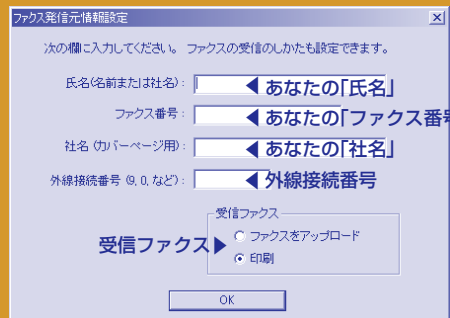 ファクス発信元情報設定
次の欄に入力してください。 ファクスの受信のしかたも設定できます。
氏名(名前または社名): あなたの「氏名」
ファクス番号: あなたの「ファクス番号
社名 (カバーページ用): あなたの「社名」
外線接続番号 (9, 0, など): 外線接続番号
受信ファクス
ファクスをアップロード
受信ファクス
印刷
OK